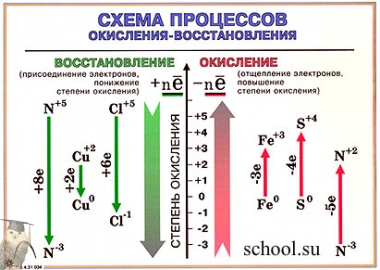 СХЕМА ПРОЦЕССОВ
ОКИСЛЕНИЯ-ВОССТАНОВЛЕНИЯ
ВОССТАНОВЛЕНИЕ
(присоединение электронов,
понижение
степени окисления)
+nē
-nē
ОКИСЛЕНИЕ
(отщепление электронов,
повышение
степени окисления)
СТЕПЕНЬ ОКИСЛЕНИЯ
+5
+4
+3
+2
+1
0
-1
-2
-3
N+5
+8e
N-3
Cu+2
+2e
Cu0
Cl+5
+6e
Cl-1
Fe+3
-3e
Fe0
S+4
-4e
S0
N+2
-5e
N-3
school.su